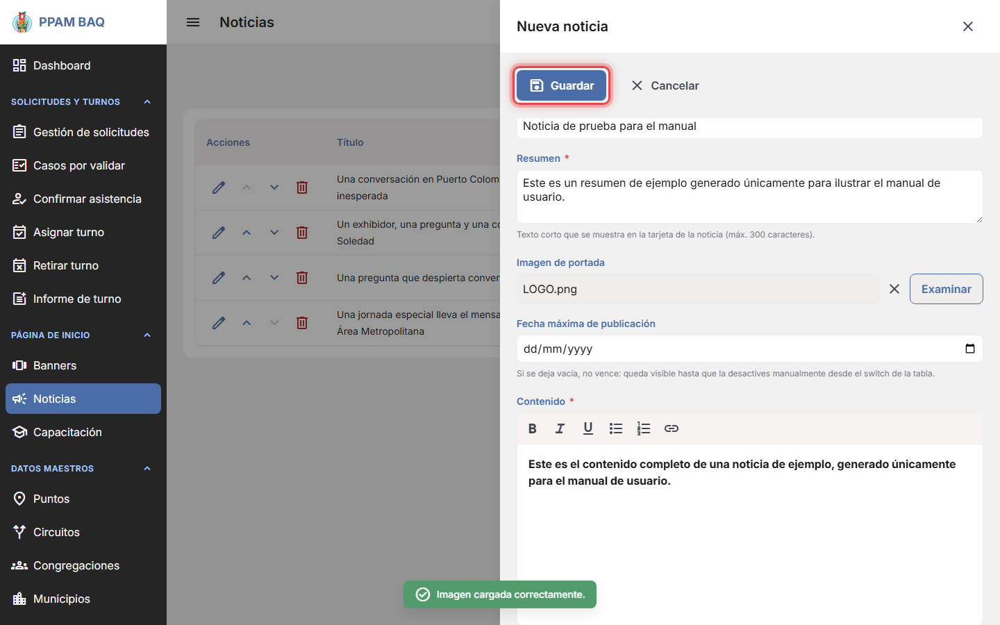 PPAM BAQ
Dashboard
SOLICITUDES Y TURNOS
Gestión de solicitudes
Casos por validar
Confirmar asistencia
Asignar turno
Retirar turno
Informe de turno
PÁGINA DE INICIO
Banners
Noticias
Capacitación
DATOS MAESTROS
Puntos
Circuitos
Congregaciones
Municipios
Noticias
Acciones
Título
Una conversación en Puerto Colom
inesperada
Un exhibidor, una pregunta y una co
Soledad
Una pregunta que despierta conver
Una jornada especial lleva el mensa
Área Metropolitana
Nueva noticia
Guardar
Cancelar
Noticia de prueba para el manual
Resumen *
Este es un resumen de ejemplo generado únicamente para ilustrar el manual de
usuario.
Texto corto que se muestra en la tarjeta de la noticia (máx. 300 caracteres).
Imagen de portada
LOGO.png
Examinar
Fecha máxima de publicación
dd/mm/yyyy
Si se deja vacía, no vence: queda visible hasta que la desactives manualmente desde el switch de la tabla.
Contenido *
B I U
Este es el contenido completo de una noticia de ejemplo, generado únicamente
para el manual de usuario.
Imagen cargada correctamente.